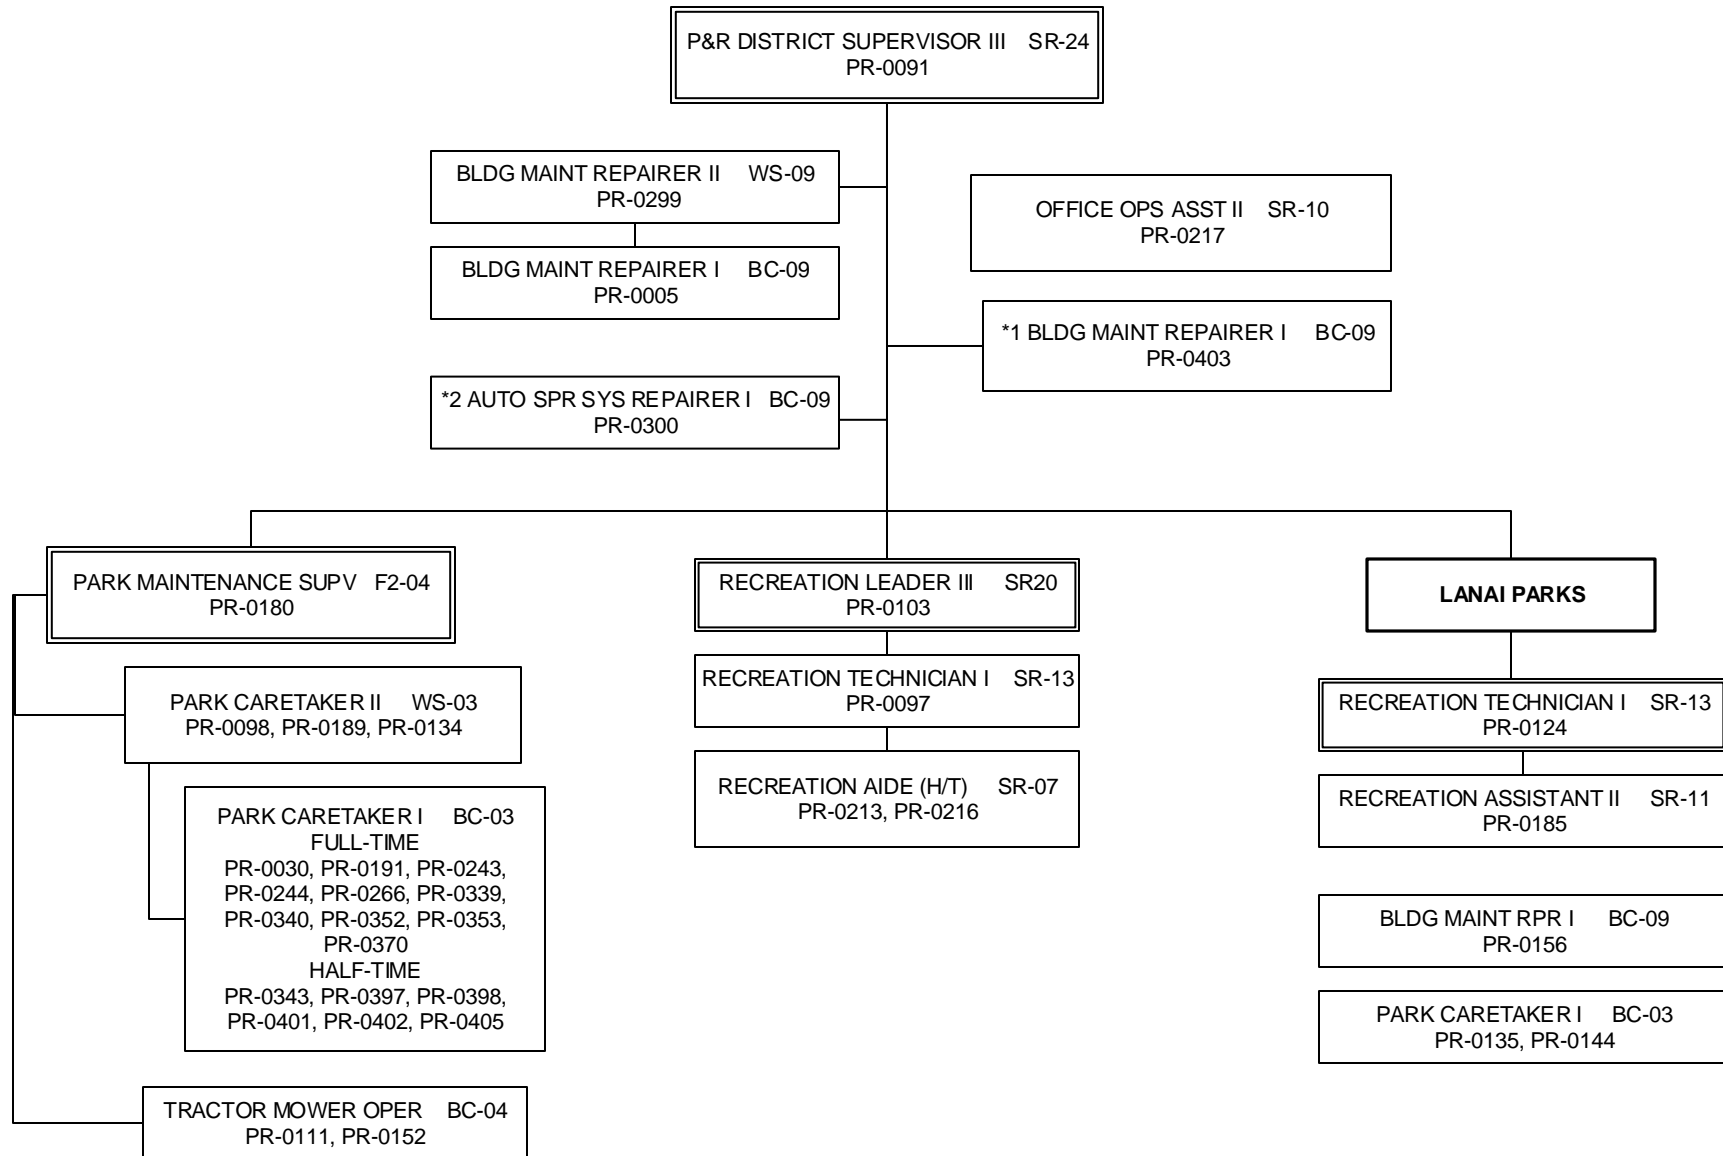 P&R DISTRICT SUPERVISOR III SR-24
PR-0091
BLDG MAINT REPAIRER II WS-09
PR-0299
OFFICE OPS ASST II SR-10
PR-0217
BLDG MAINT REPAIRER I BC-09
PR-0005
*1 BLDG MAINT REPAIRER I BC-09
PR-0403
*2 AUTO SPR SYS REPAIRER I BC-09
PR-0300
PARK MAINTENANCE SUPV F2-04
PR-0180
PARK CARETAKER II WS-03
PR-0098, PR-0189, PR-0134
PARK CARETAKER I BC-03
FULL-TIME
PR-0030, PR-0191, PR-0243,
PR-0244, PR-0266, PR-0339,
PR-0340, PR-0352, PR-0353,
PR-0370
HALF-TIME
PR-0343, PR-0397, PR-0398,
PR-0401, PR-0402, PR-0405
TRACTOR MOWER OPER BC-04
PR-0111, PR-0152
RECREATION LEADER III SR20
PR-0103
RECREATION TECHNICIAN I SR-13
PR-0097
RECREATION AIDE (H/T) SR-07
PR-0213, PR-0216
LANAI PARKS
RECREATION TECHNICIAN I SR-13
PR-0124
RECREATION ASSISTANT II SR-11
PR-0185
BLDG MAINT RPR I BC-09
PR-0156
PARK CARETAKER I BC-03
PR-0135, PR-0144